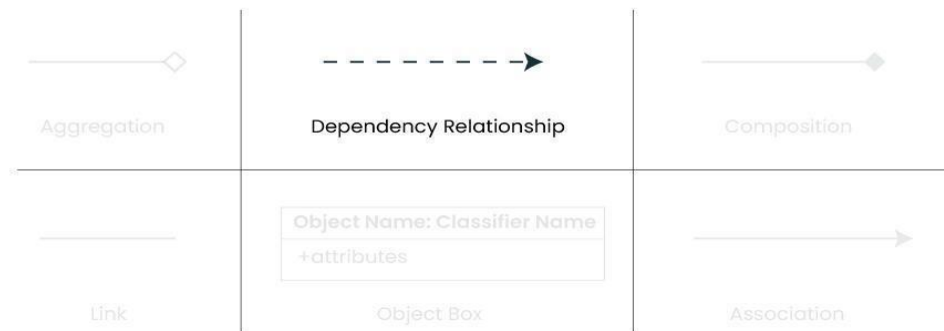 Aggregation
Dependency Relationship
Composition
Object Name: Classifier Name
+attributes
Link
Object Box
Association